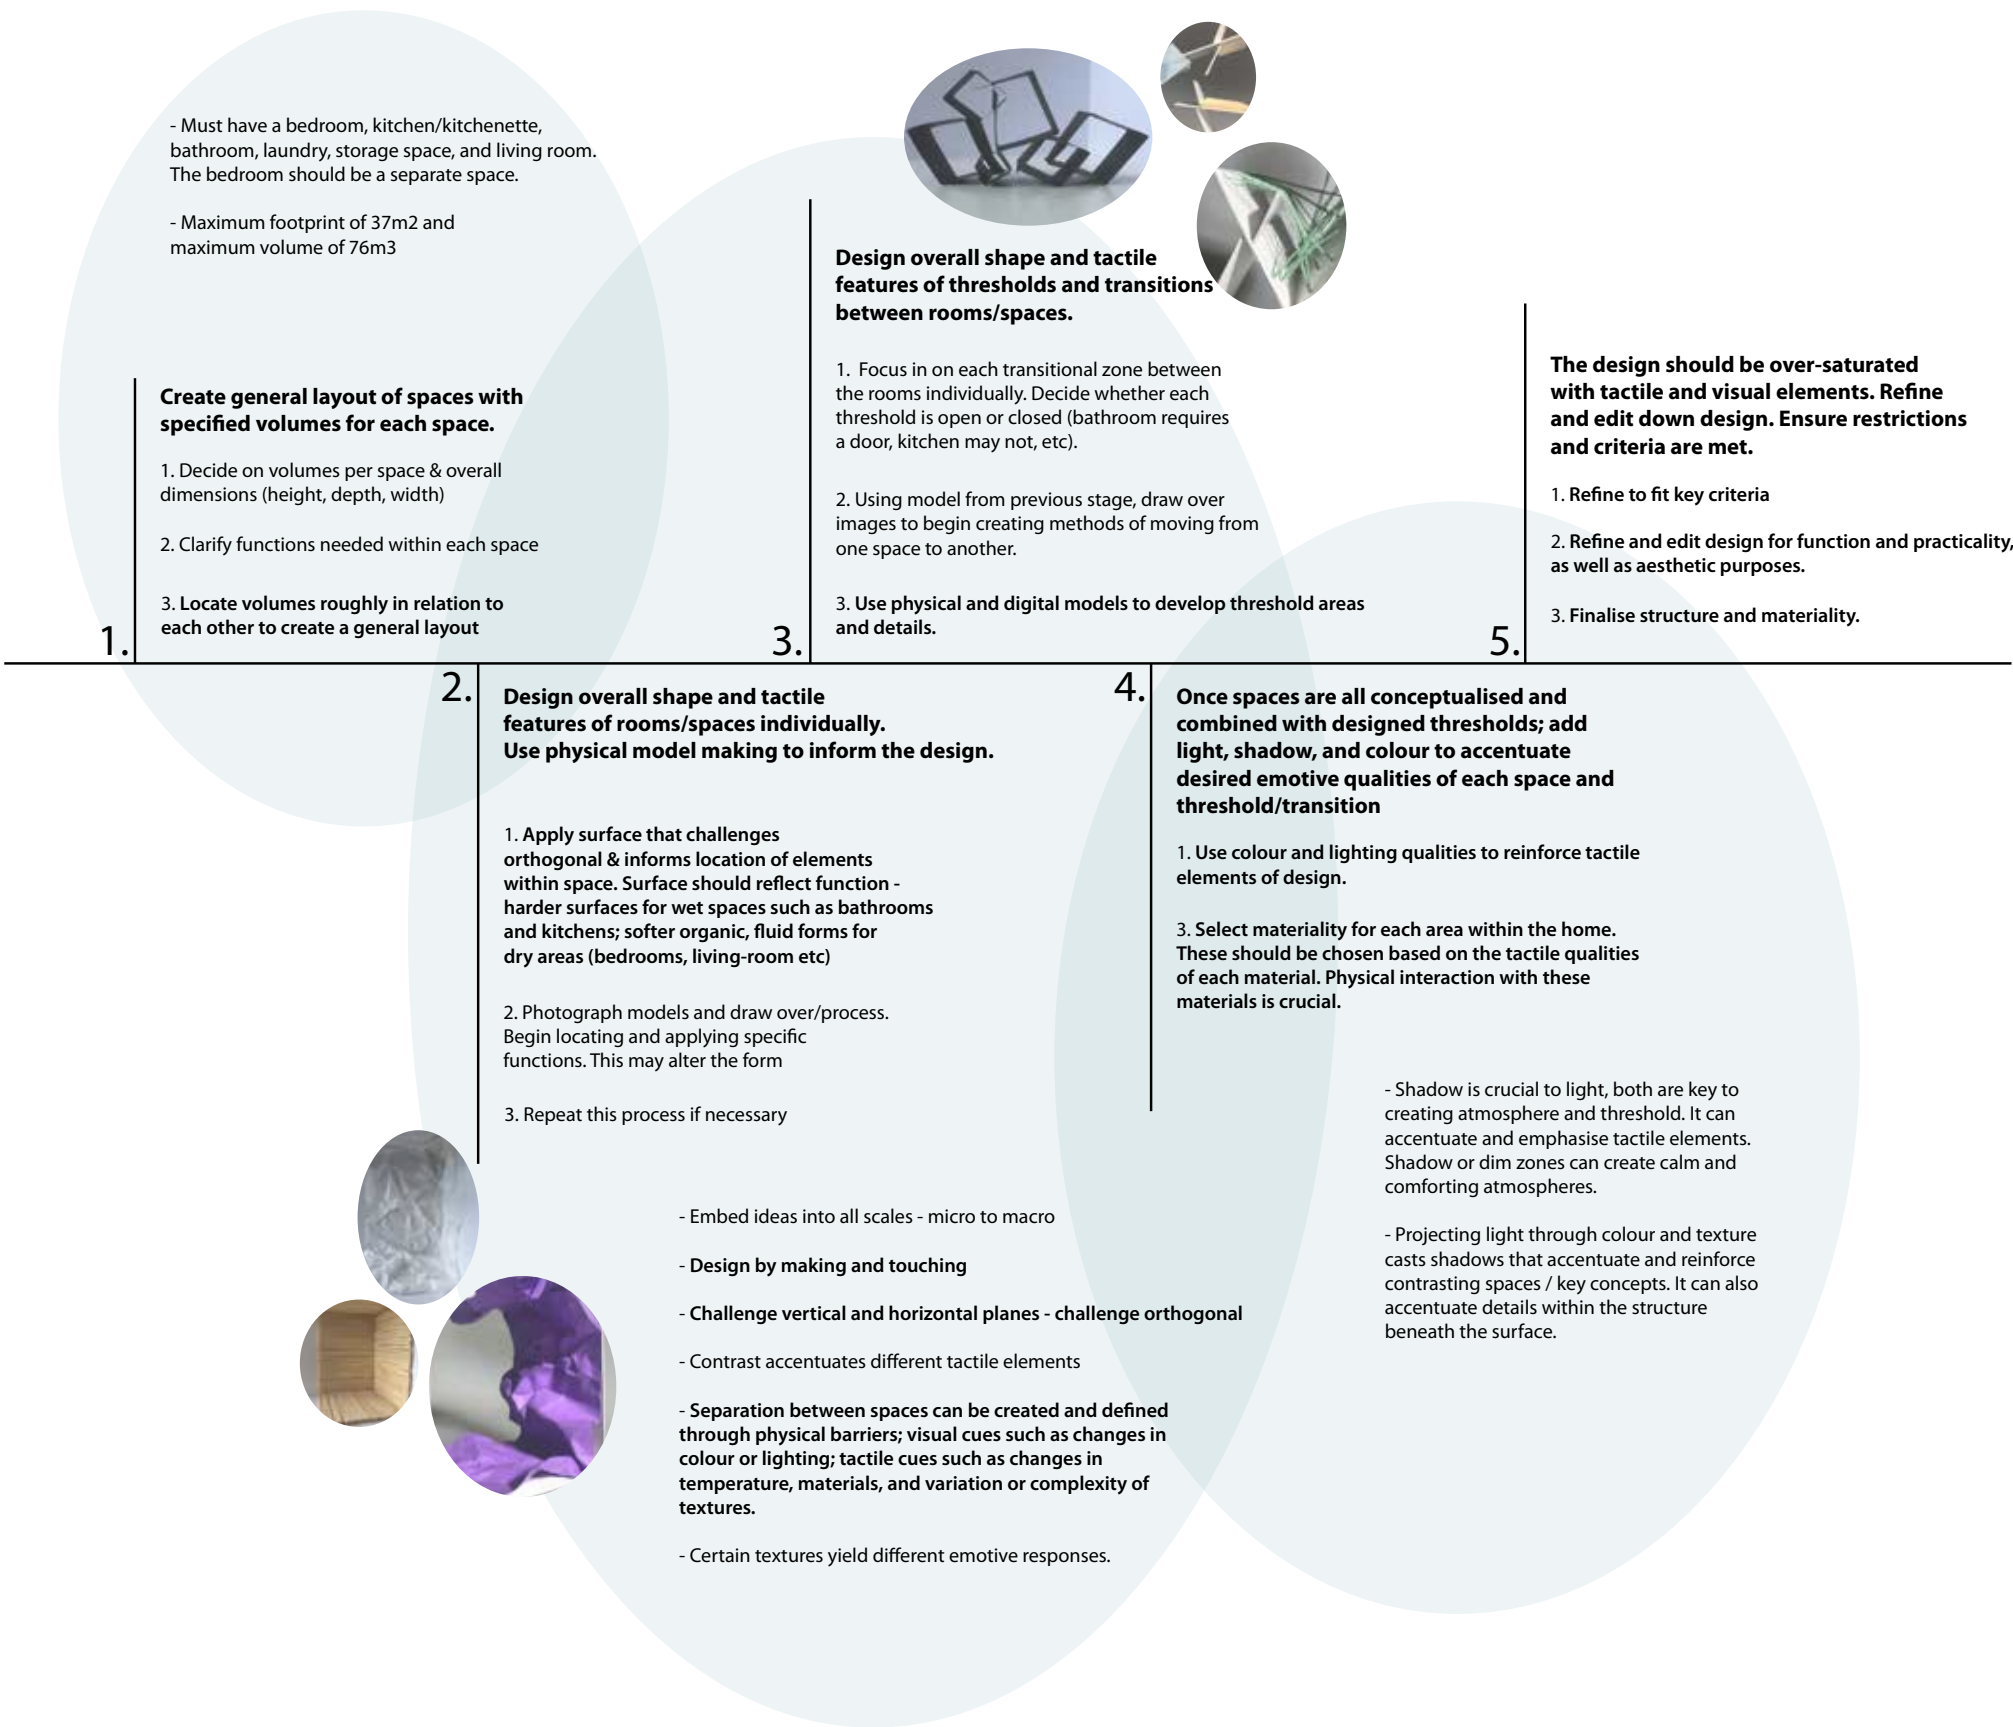 - Must have a bedroom, kitchen/kitchenette,
bathroom, laundry, storage space, and living room.
The bedroom should be a separate space.
- Maximum footprint of 37m2 and
maximum volume of 76m3
1.
Create general layout of spaces with
specified volumes for each space.
1. Decide on volumes per space & overall
dimensions (height, depth, width)
2. Clarify functions needed within each space
3. Locate volumes roughly in relation to
each other to create a general layout
2.
Design overall shape and tactile
features of rooms/spaces individually.
Use physical model making to inform the design.
1. Apply surface that challenges
orthogonal & informs location of elements
within space. Surface should reflect function -
harder surfaces for wet spaces such as bathrooms
and kitchens; softer organic, fluid forms for
dry areas (bedrooms, living-room etc)
2. Photograph models and draw over/process.
Begin locating and applying specific
functions. This may alter the form
3. Repeat this process if necessary
- Embed ideas into all scales - micro to macro
- Design by making and touching
- Challenge vertical and horizontal planes - challenge orthogonal
- Contrast accentuates different tactile elements
- Separation between spaces can be created and defined
through physical barriers; visual cues such as changes in
colour or lighting; tactile cues such as changes in
temperature, materials, and variation or complexity of
textures.
- Certain textures yield different emotive responses.
3.
Design overall shape and tactile
features of thresholds and transitions
between rooms/spaces.
1. Focus in on each transitional zone between
the rooms individually. Decide whether each
threshold is open or closed (bathroom requires
a door, kitchen may not, etc).
2. Using model from previous stage, draw over
images to begin creating methods of moving from
one space to another.
3. Use physical and digital models to develop threshold areas
and details.
4.
Once spaces are all conceptualised and
combined with designed thresholds; add
light, shadow, and colour to accentuate
desired emotive qualities of each space and
threshold/transition
1. Use colour and lighting qualities to reinforce tactile
elements of design.
3. Select materiality for each area within the home.
These should be chosen based on the tactile qualities
of each material. Physical interaction with these
materials is crucial.
- Shadow is crucial to light, both are key to
creating atmosphere and threshold. It can
accentuate and emphasise tactile elements.
Shadow or dim zones can create calm and
comforting atmospheres.
- Projecting light through colour and texture
casts shadows that accentuate and reinforce
contrasting spaces / key concepts. It can also
accentuate details within the structure
beneath the surface.
5.
The design should be over-saturated
with tactile and visual elements. Refine
and edit down design. Ensure restrictions
and criteria are met.
1. Refine to fit key criteria
2. Refine and edit design for function and practicality,
as well as aesthetic purposes.
3. Finalise structure and materiality.